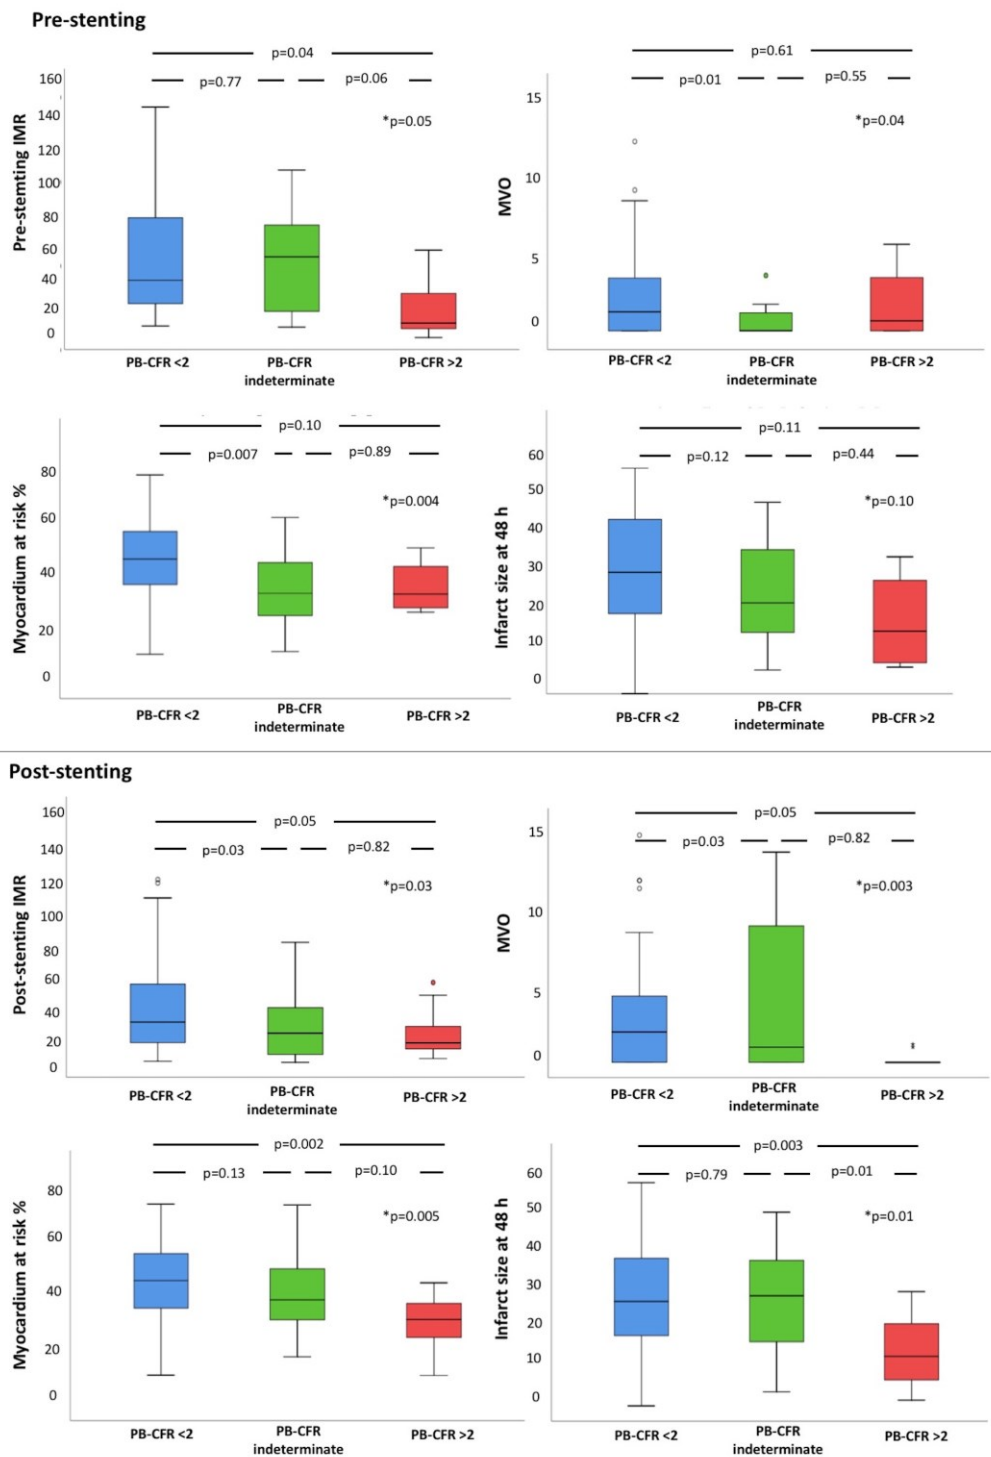 Pre-stenting
p=0.04
p=0.77
p=0.06
*p=0.05
Pre-stemting IMR
160
140
120
100
80
60
40
20
0
PB-CFR <2
PB-CFR
indeterminate
PB-CFR >2
p=0.61
p=0.01
p=0.55
*p=0.04
MVO
15
10
5
0
PB-CFR <2
PB-CFR
indeterminate
PB-CFR >2
p=0.10
p=0.007
p=0.89
*p=0.004
Myocardium at risk %
80
60
40
20
0
PB-CFR <2
PB-CFR
indeterminate
PB-CFR >2
p=0.11
p=0.12
p=0.44
*p=0.10
Infarct size at 48 h
60
50
40
30
20
10
0
PB-CFR <2
PB-CFR
indeterminate
PB-CFR >2
Post-stenting
p=0.05
p=0.03
p=0.82
*p=0.03
Post-stenting IMR
160
140
120
100
80
60
40
20
0
PB-CFR <2
PB-CFR
indeterminate
PB-CFR >2
p=0.05
p=0.03
p=0.82
*p=0.003
MVO
15
10
5
0
PB-CFR <2
PB-CFR
indeterminate
PB-CFR >2
p=0.002
p=0.13
p=0.10
*p=0.005
Myocardium at risk %
80
60
40
20
0
PB-CFR <2
PB-CFR
indeterminate
PB-CFR >2
p=0.003
p=0.79
p=0.01
*p=0.01
Infarct size at 48 h
60
50
40
30
20
10
0
PB-CFR <2
PB-CFR
indeterminate
PB-CFR >2